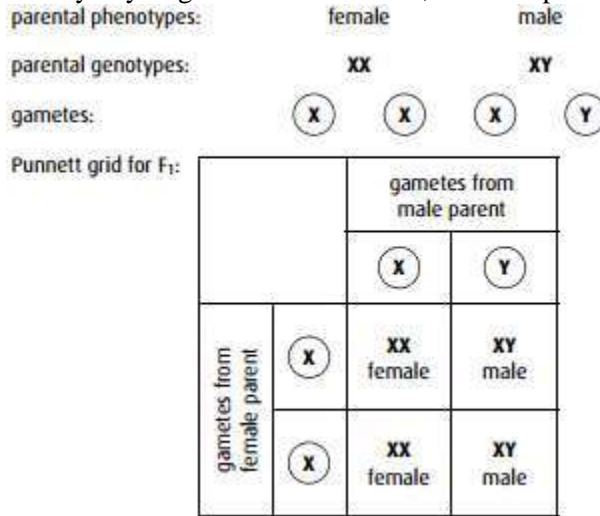 parental phenotypes: female male
parental genotypes: XX XY
gametes: X X X Y
Punnett grid for F₁:
gametes from
male parent
X Y
gametes from
female parent
X XX XY
female male
X XX XY
female male